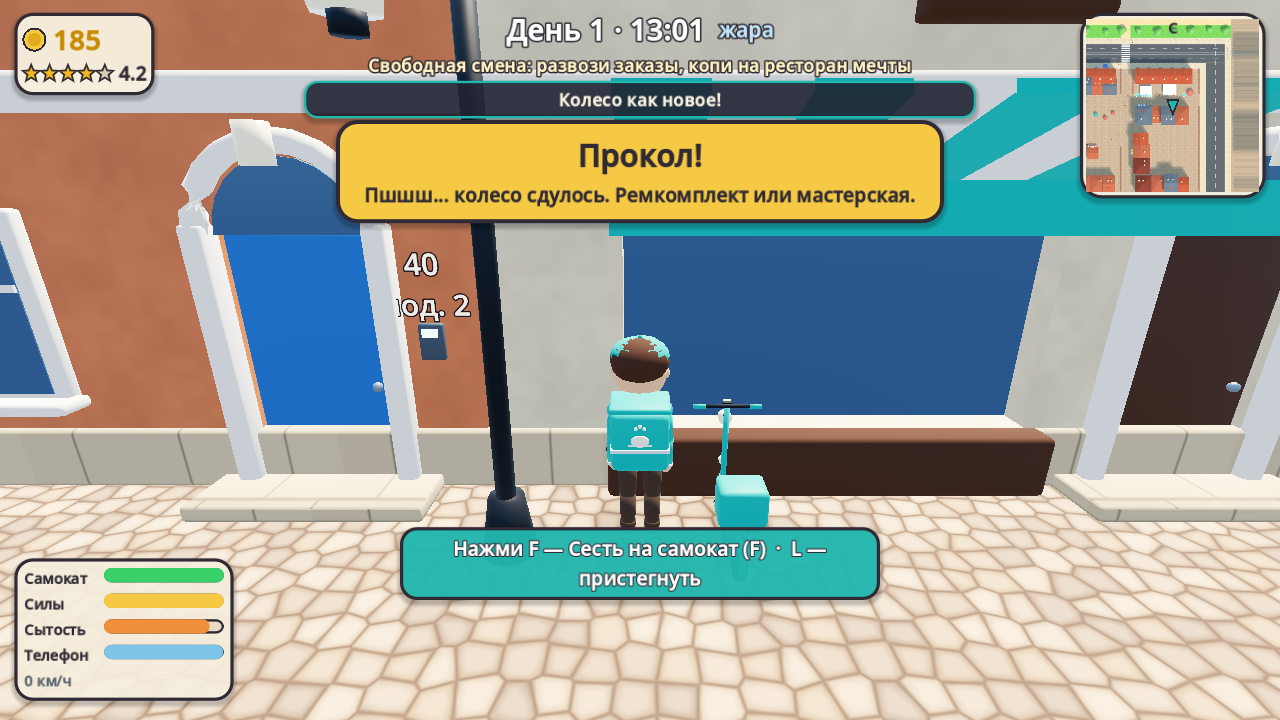 185
4.2
День 1 · 13:01 жара
Свободная смена: развози заказы, копи на ресторан мечты
Колесо как новое!
Прокол!
Пшшш... колесо сдулось. Ремкомплект или мастерская.
С
40
под. 2
Нажми F — Сесть на самокат (F) · L —
пристегнуть
Самокат
Силы
Сытость
Телефон
0 км/ч